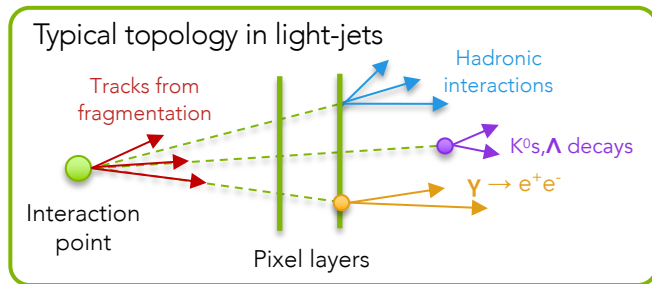 Typical topology in light-jets
Tracks from
fragmentation
Hadronic
interactions
K⁰s,Λ decays
γ → e⁺e⁻
Interaction
point
Pixel layers